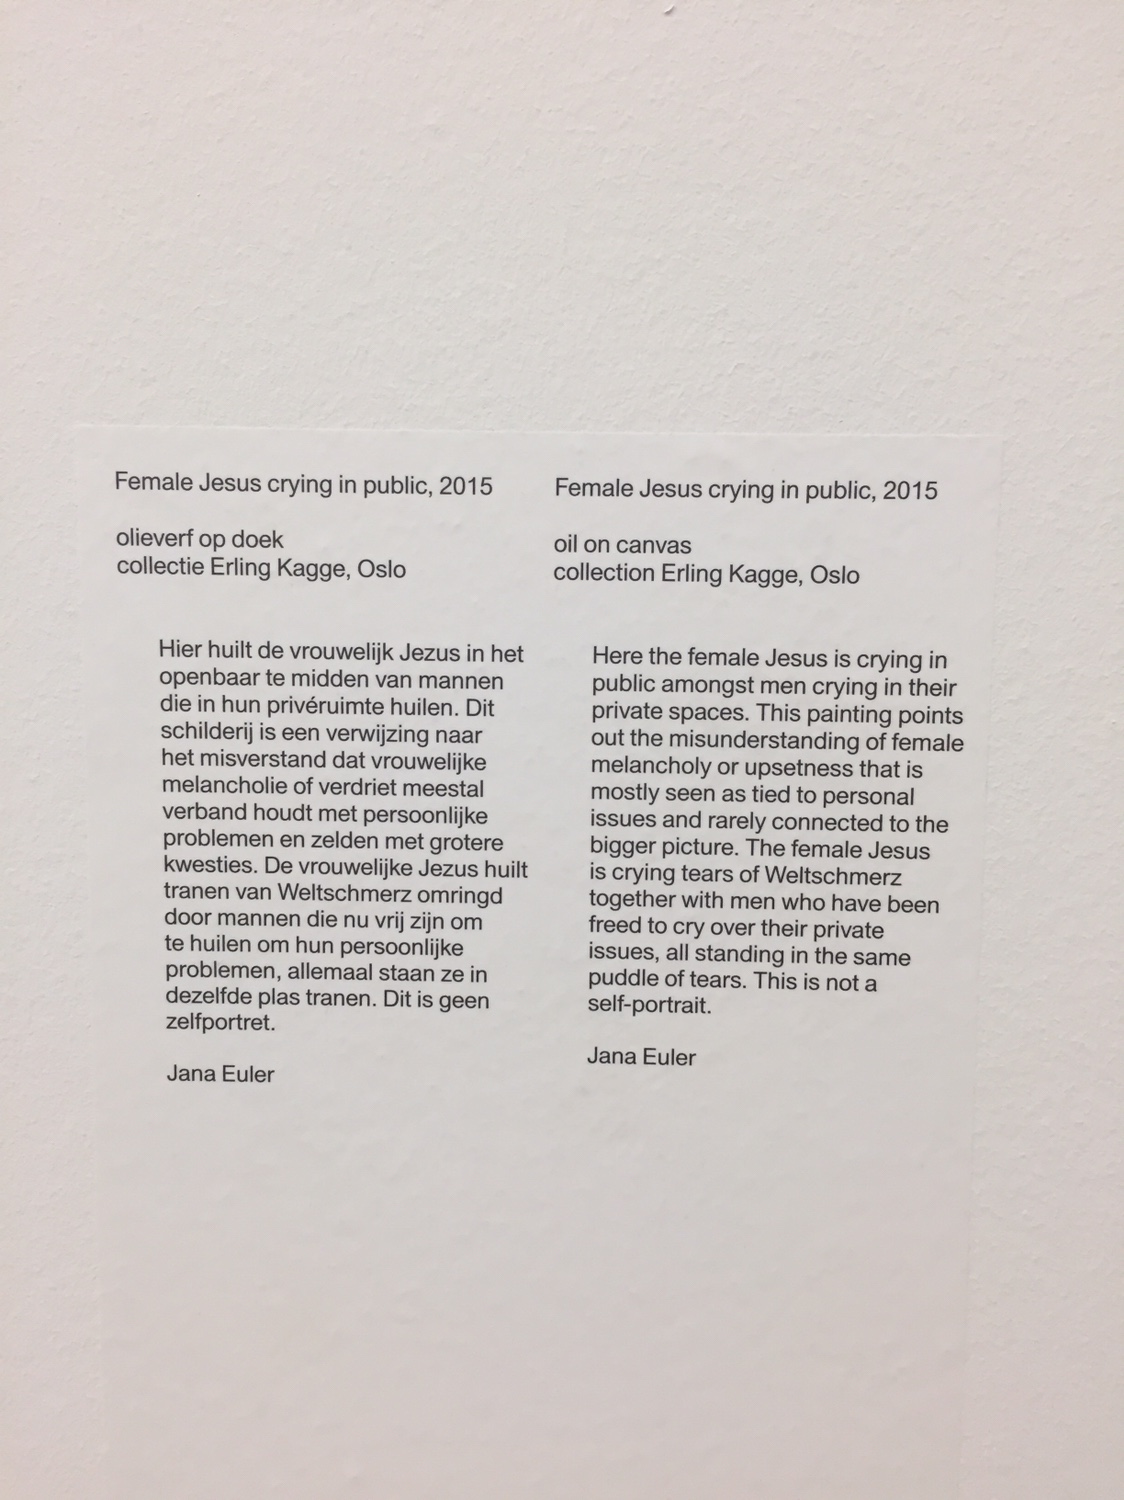 Female Jesus crying in public, 2015
olieverf op doek
collectie Erling Kagge, Oslo
Hier huilt de vrouwelijk Jezus in het
openbaar te midden van mannen
die in hun privéruimte huilen. Dit
schilderij is een verwijzing naar
het misverstand dat vrouwelijke
melancholie of verdriet meestal
verband houdt met persoonlijke
problemen en zelden met grotere
kwesties. De vrouwelijke Jezus huilt
tranen van Weltschmerz omringd
door mannen die nu vrij zijn om
te huilen om hun persoonlijke
problemen, allemaal staan ze in
dezelfde plas tranen. Dit is geen
zelfportret.
Jana Euler
Female Jesus crying in public, 2015
oil on canvas
collection Erling Kagge, Oslo
Here the female Jesus is crying in
public amongst men crying in their
private spaces. This painting points
out the misunderstanding of female
melancholy or upsetness that is
mostly seen as tied to personal
issues and rarely connected to the
bigger picture. The female Jesus
is crying tears of Weltschmerz
together with men who have been
freed to cry over their private
issues, all standing in the same
puddle of tears. This is not a
self-portrait.
Jana Euler